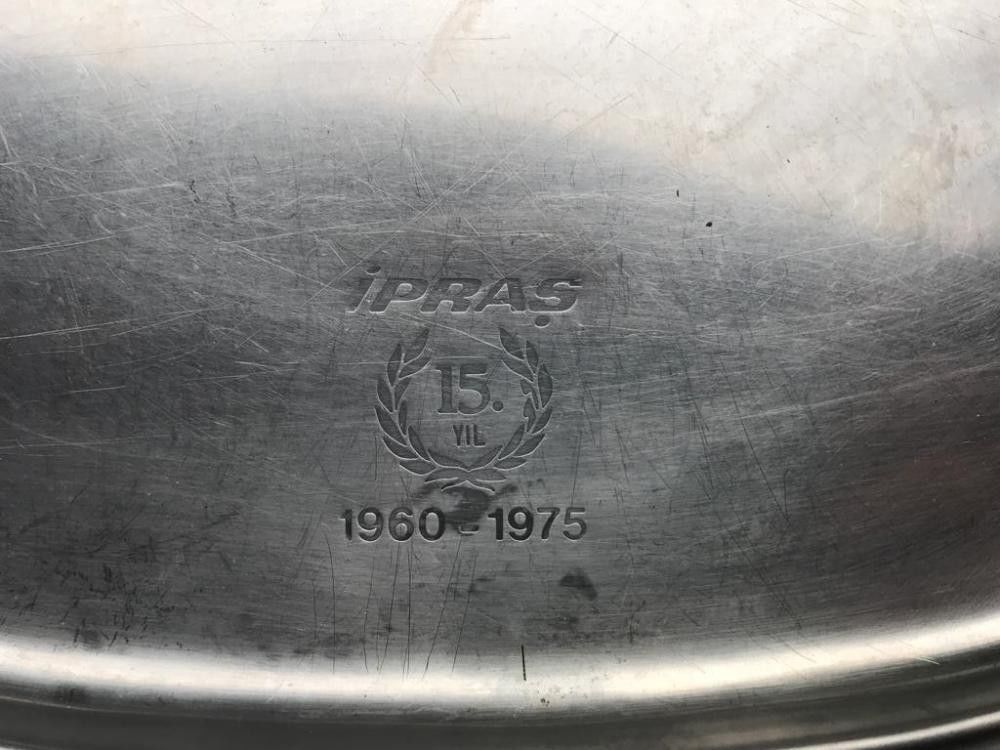 İPRAŞ
15.
YIL
1960-1975